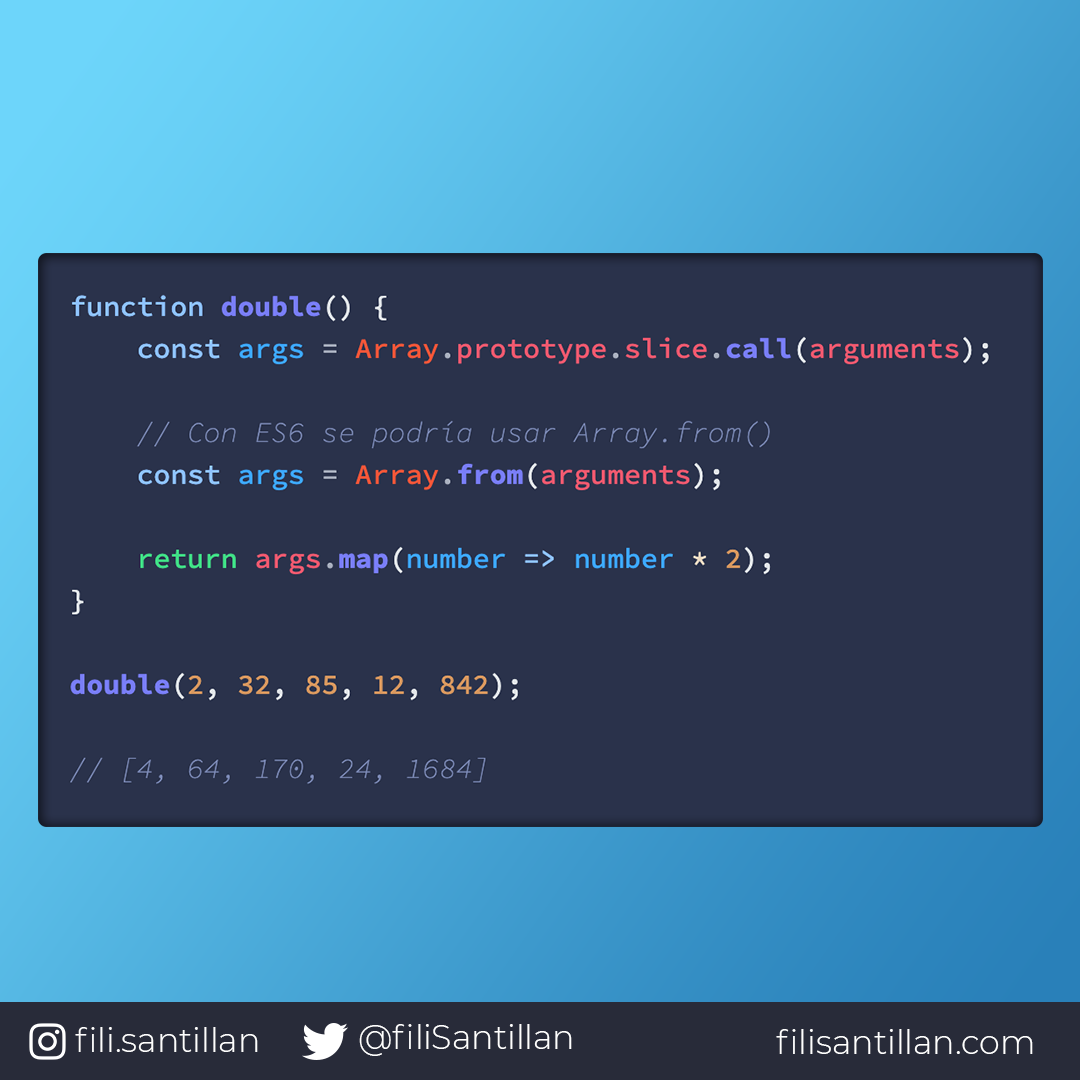 function double() {
    const args = Array.prototype.slice.call(arguments);
    // Con ES6 se podría usar Array.from()
    const args = Array.from(arguments);
    return args.map(number => number * 2);
}
double(2, 32, 85, 12, 842);
// [4, 64, 170, 24, 1684]
fili.santillan @filiSantillan filisantillan.com